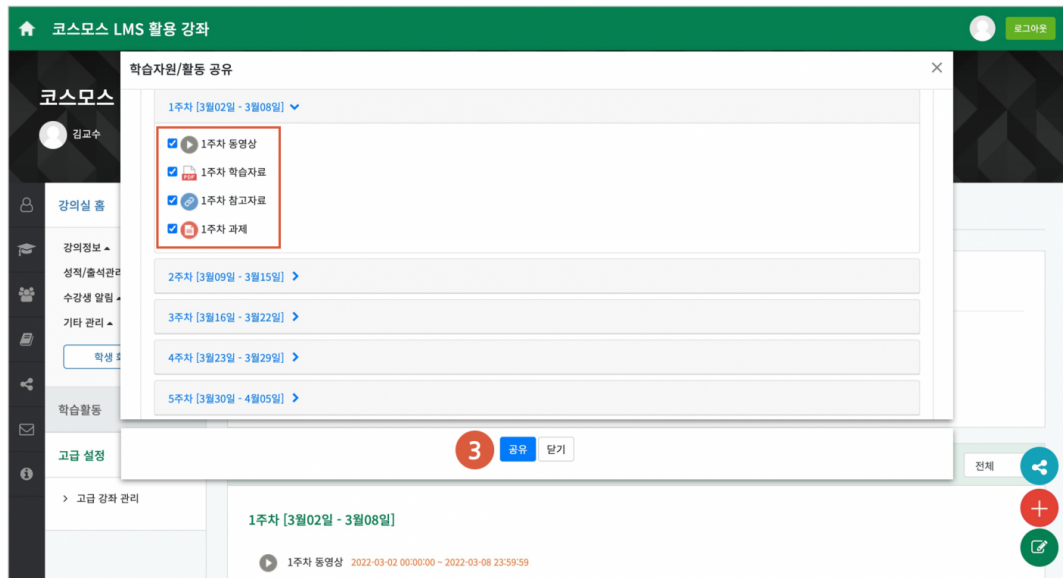 코스모스 LMS 활용 강좌
로그아웃
학습자원/활동 공유
코스모스
김교수
1주차 [3월02일 - 3월08일]
1주차 동영상
PDF 1주차 학습자료
1주차 참고자료
1주차 과제
2주차 [3월09일 - 3월15일]
3주차 [3월16일 - 3월22일]
4주차 [3월23일 - 3월29일]
5주차 [3월30일 - 4월05일]
강의실 홈
강의정보
성적/출석관리
수강생 알림
기타 관리
학생
학습활동
고급 설정
고급 강좌 관리
3 공유 닫기
전체
1주차 [3월02일 - 3월08일]
1주차 동영상 2022-03-02 00:00:00 ~ 2022-03-08 23:59:59